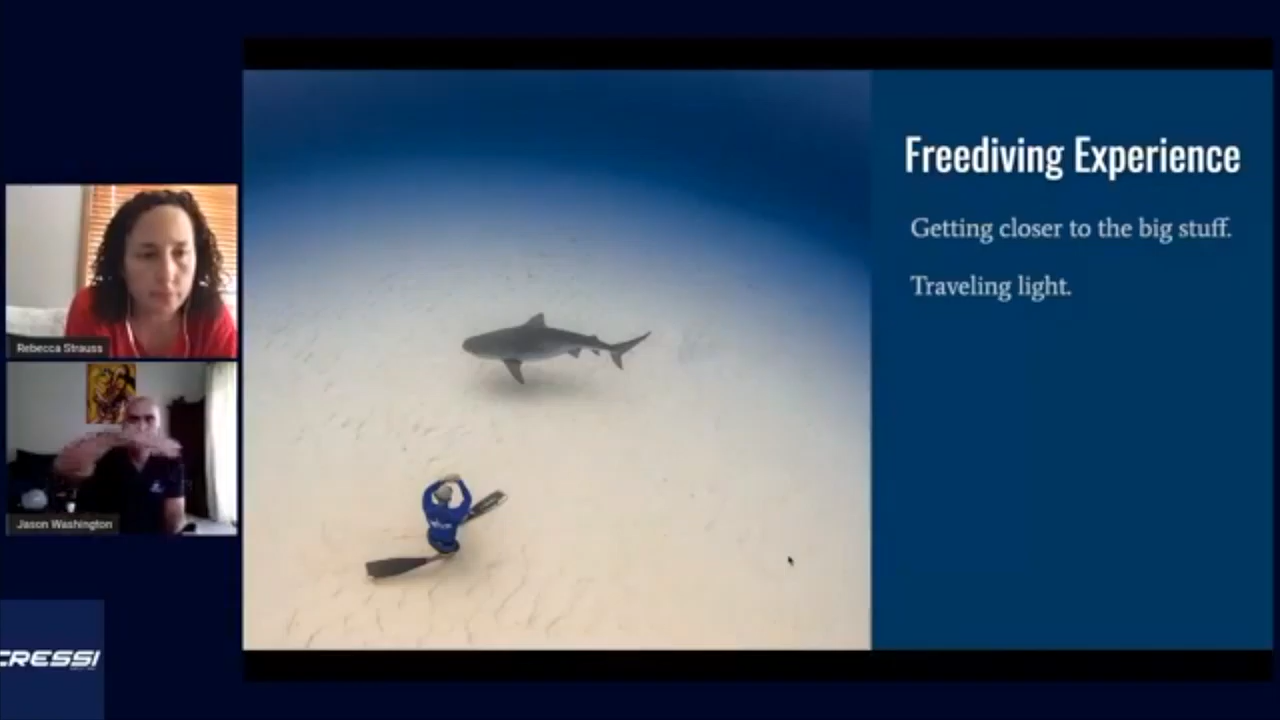 Freediving Experience
Getting closer to the big stuff.
Traveling light.
Rebecca Strauss
Jason Washington
CRESSI